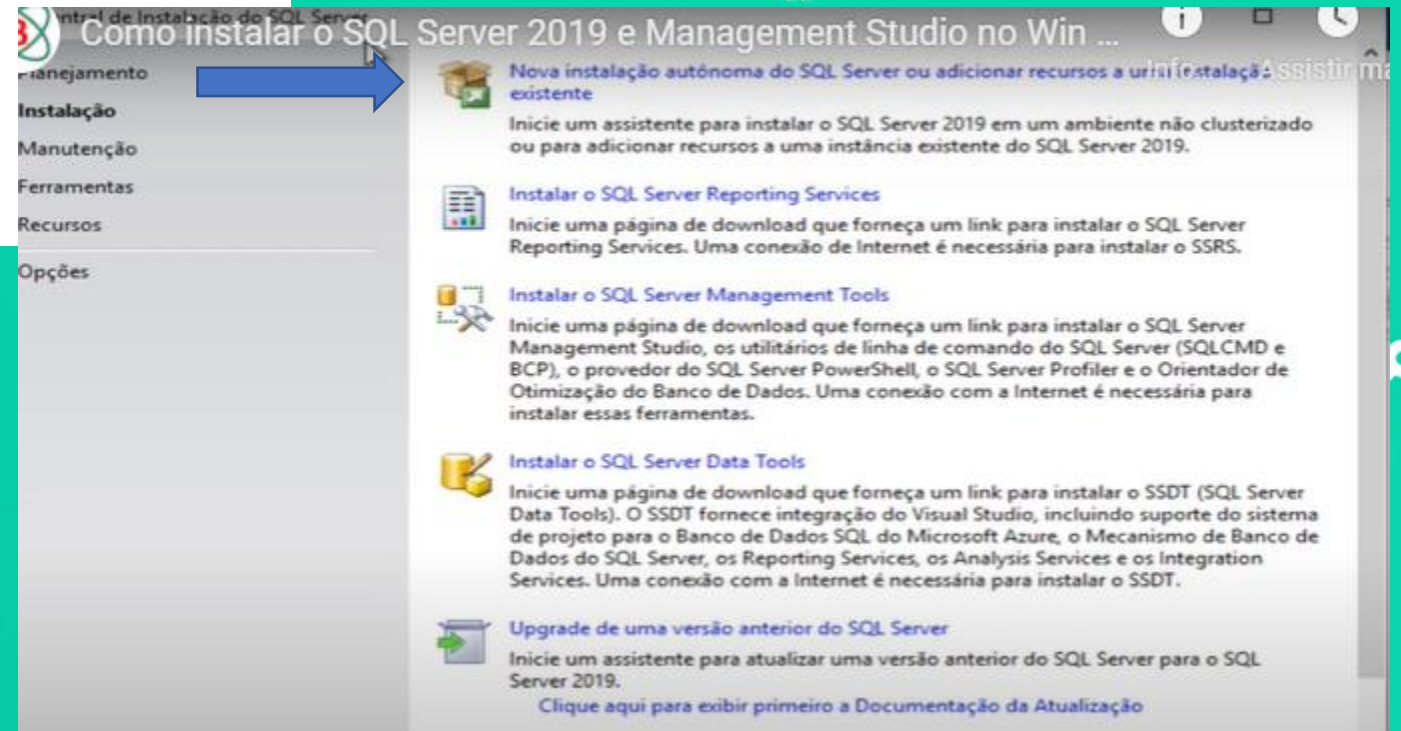 Central de Instalação do SQL Server
Como instalar o SQL Server 2019 e Management Studio no Win ...
Info
Assistir ma
Planejamento
Instalação
Manutenção
Ferramentas
Recursos
Opções
Nova instalação autônoma do SQL Server ou adicionar recursos a uma instalação
existente
Inicie um assistente para instalar o SQL Server 2019 em um ambiente não clusterizado
ou para adicionar recursos a uma instância existente do SQL Server 2019.
Instalar o SQL Server Reporting Services
Inicie uma página de download que forneça um link para instalar o SQL Server
Reporting Services. Uma conexão de Internet é necessária para instalar o SSRS.
Instalar o SQL Server Management Tools
Inicie uma página de download que forneça um link para instalar o SQL Server
Management Studio, os utilitários de linha de comando do SQL Server (SQLCMD e
BCP), o provedor do SQL Server PowerShell, o SQL Server Profiler e o Orientador de
Otimização do Banco de Dados. Uma conexão com a Internet é necessária para
instalar essas ferramentas.
Instalar o SQL Server Data Tools
Inicie uma página de download que forneça um link para instalar o SSDT (SQL Server
Data Tools). O SSDT fornece integração do Visual Studio, incluindo suporte do sistema
de projeto para o Banco de Dados SQL do Microsoft Azure, o Mecanismo de Banco de
Dados do SQL Server, os Reporting Services, os Analysis Services e os Integration
Services. Uma conexão com a Internet é necessária para instalar o SSDT.
Upgrade de uma versão anterior do SQL Server
Inicie um assistente para atualizar uma versão anterior do SQL Server para o SQL
Server 2019.
Clique aqui para exibir primeiro a Documentação da Atualização